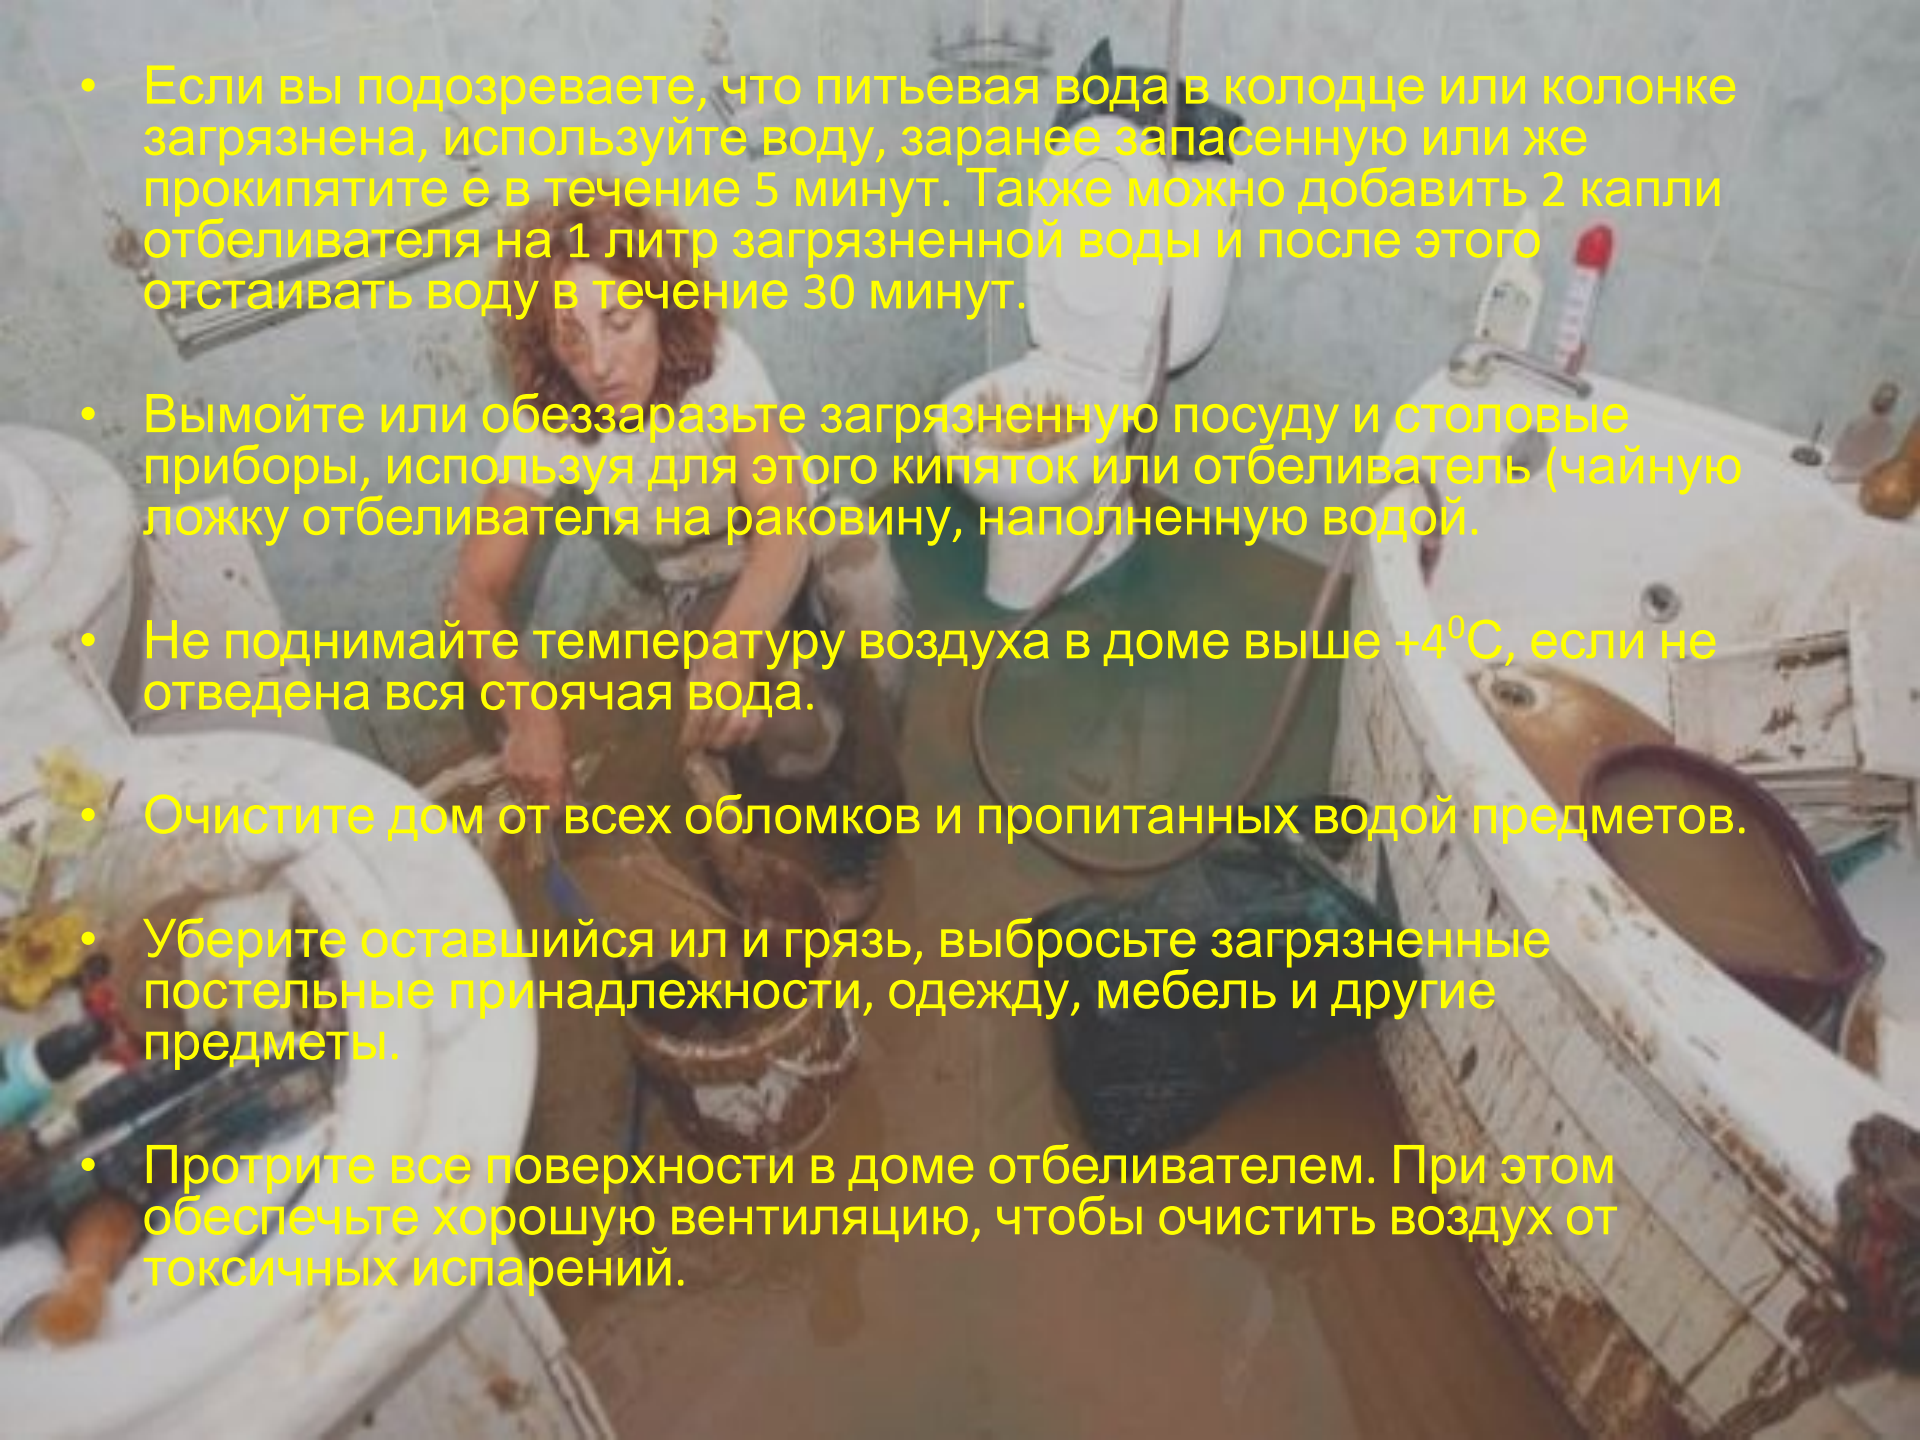 • Если вы подозреваете, что питьевая вода в колодце или колонке
загрязнена, используйте воду, заранее запасенную или же
прокипятите е в течение 5 минут. Также можно добавить 2 капли
отбеливателя на 1 литр загрязненной воды и после этого
отстаивать воду в течение 30 минут.
• Вымойте или обеззаразьте загрязненную посуду и столовые
приборы, используя для этого кипяток или отбеливатель (чайную
ложку отбеливателя на раковину, наполненную водой.
• Не поднимайте температуру воздуха в доме выше +4⁰С, если не
отведена вся стоячая вода.
• Очистите дом от всех обломков и пропитанных водой предметов.
• Уберите оставшийся ил и грязь, выбросьте загрязненные
постельные принадлежности, одежду, мебель и другие
предметы.
• Протрите все поверхности в доме отбеливателем. При этом
обеспечьте хорошую вентиляцию, чтобы очистить воздух от
токсичных испарений.